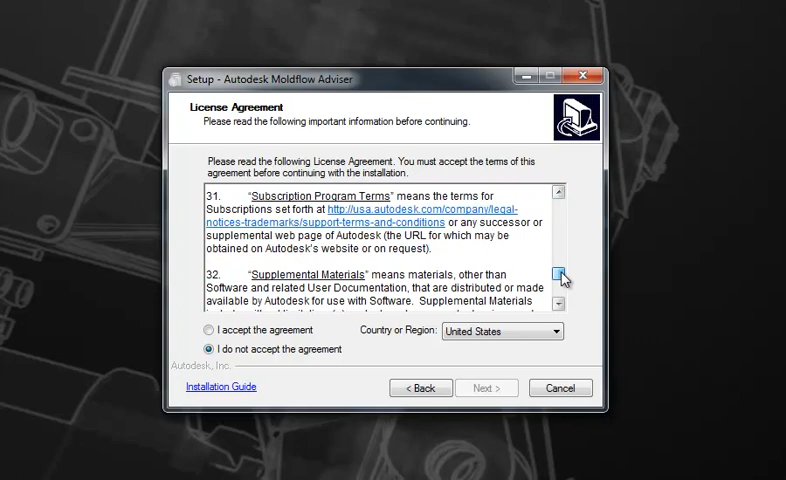 Setup - Autodesk Moldflow Adviser
License Agreement
Please read the following important information before continuing.
Please read the following License Agreement. You must accept the terms of this
agreement before continuing with the installation.
31. “Subscription Program Terms” means the terms for
Subscriptions set forth at http://usa.autodesk.com/company/legal-
notices-trademarks/support-terms-and-conditions or any successor or
supplemental web page of Autodesk (the URL for which may be
obtained on Autodesk's website or on request).
32. “Supplemental Materials” means materials, other than
Software and related User Documentation, that are distributed or made
available by Autodesk for use with Software. Supplemental Materials
I accept the agreement
Country or Region: United States
I do not accept the agreement
Autodesk, Inc.
Installation Guide
< Back Next > Cancel